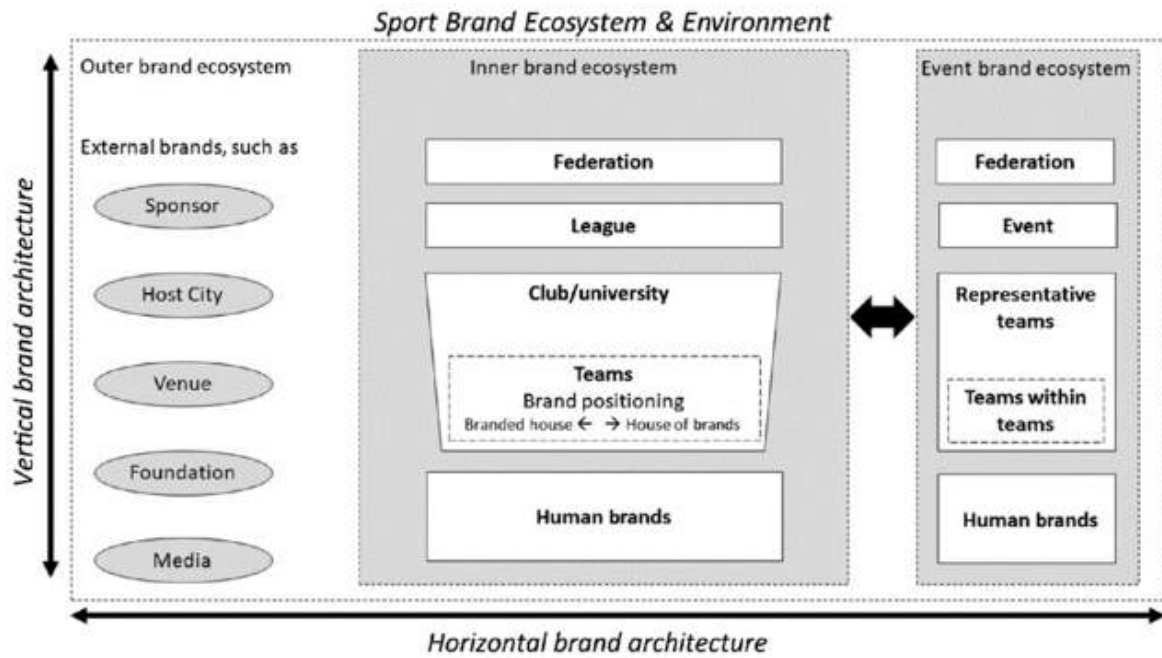 Sport Brand Ecosystem & Environment
Vertical brand architecture
Outer brand ecosystem
External brands, such as
Sponsor
Host City
Venue
Foundation
Media
Inner brand ecosystem
Federation
League
Club/university
Teams
Brand positioning
Branded house ← → House of brands
Human brands
Event brand ecosystem
Federation
Event
Representative
teams
Teams within
teams
Human brands
Horizontal brand architecture